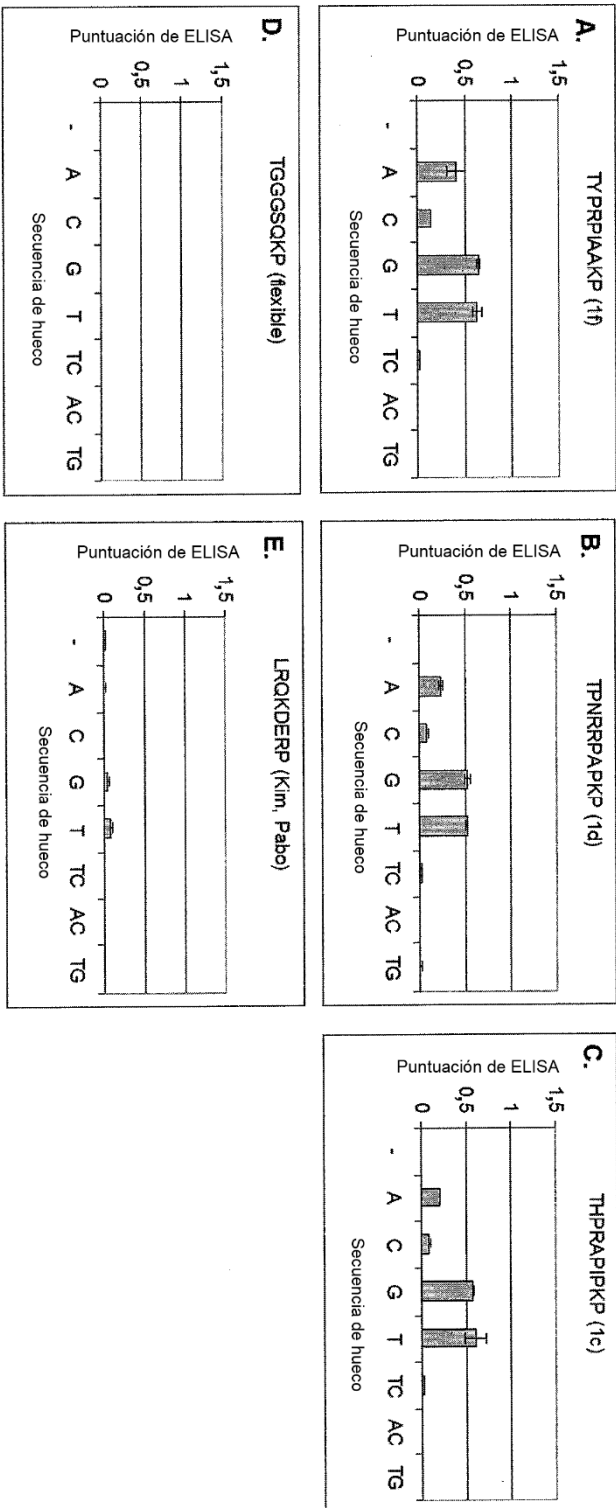 A.
TYPRPIAAKP (1f)
Puntuación de ELISA
1,5
1
0,5
0
- A C G T TC AC TG
Secuencia de hueco
B.
TPNRRPAPKP (1d)
Puntuación de ELISA
1,5
1
0,5
0
- A C G T TC AC TG
Secuencia de hueco
C.
THPRAPIPKP (1c)
Puntuación de ELISA
1,5
1
0,5
0
- A C G T TC AC TG
Secuencia de hueco
D.
TGGGSQKP (flexible)
Puntuación de ELISA
1,5
1
0,5
0
- A C G T TC AC TG
Secuencia de hueco
E.
LRQKDERP (Kim, Pabo)
Puntuación de ELISA
1,5
1
0,5
0
- A C G T TC AC TG
Secuencia de hueco